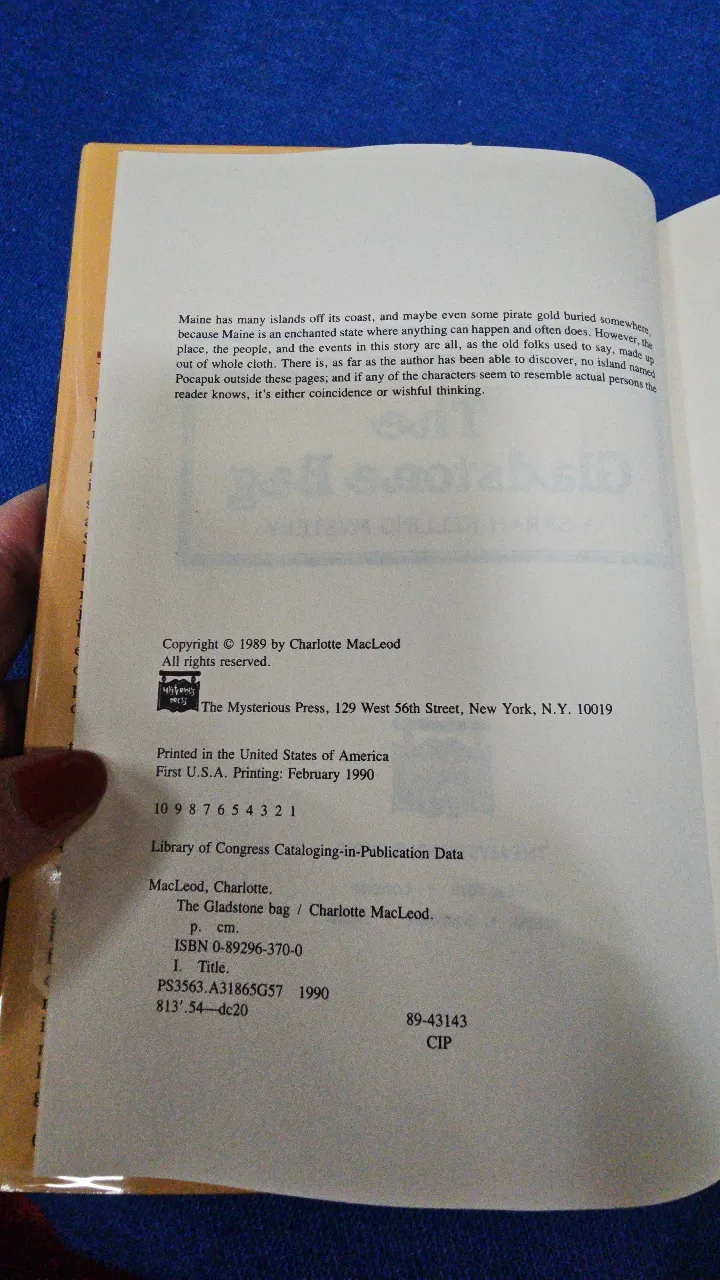 Maine has many islands off its coast, and maybe even some pirate gold buried somewhere,
because Maine is an enchanted state where anything can happen and often does. However, the
place, the people, and the events in this story are all, as the old folks used to say, made up
out of whole cloth. There is, as far as the author has been able to discover, no island named
Pocapuk outside these pages; and if any of the characters seem to resemble actual persons the
reader knows, it's either coincidence or wishful thinking.
Copyright © 1989 by Charlotte MacLeod
All rights reserved.
The Mysterious Press, 129 West 56th Street, New York, N.Y. 10019
Printed in the United States of America
First U.S.A. Printing: February 1990
10 9 8 7 6 5 4 3 2 1
Library of Congress Cataloging-in-Publication Data
MacLeod, Charlotte.
The Gladstone bag / Charlotte MacLeod.
p. cm.
ISBN 0-89296-370-0
I. Title.
PS3563.A31865G57 1990
813'.54—dc20
89-43143
CIP